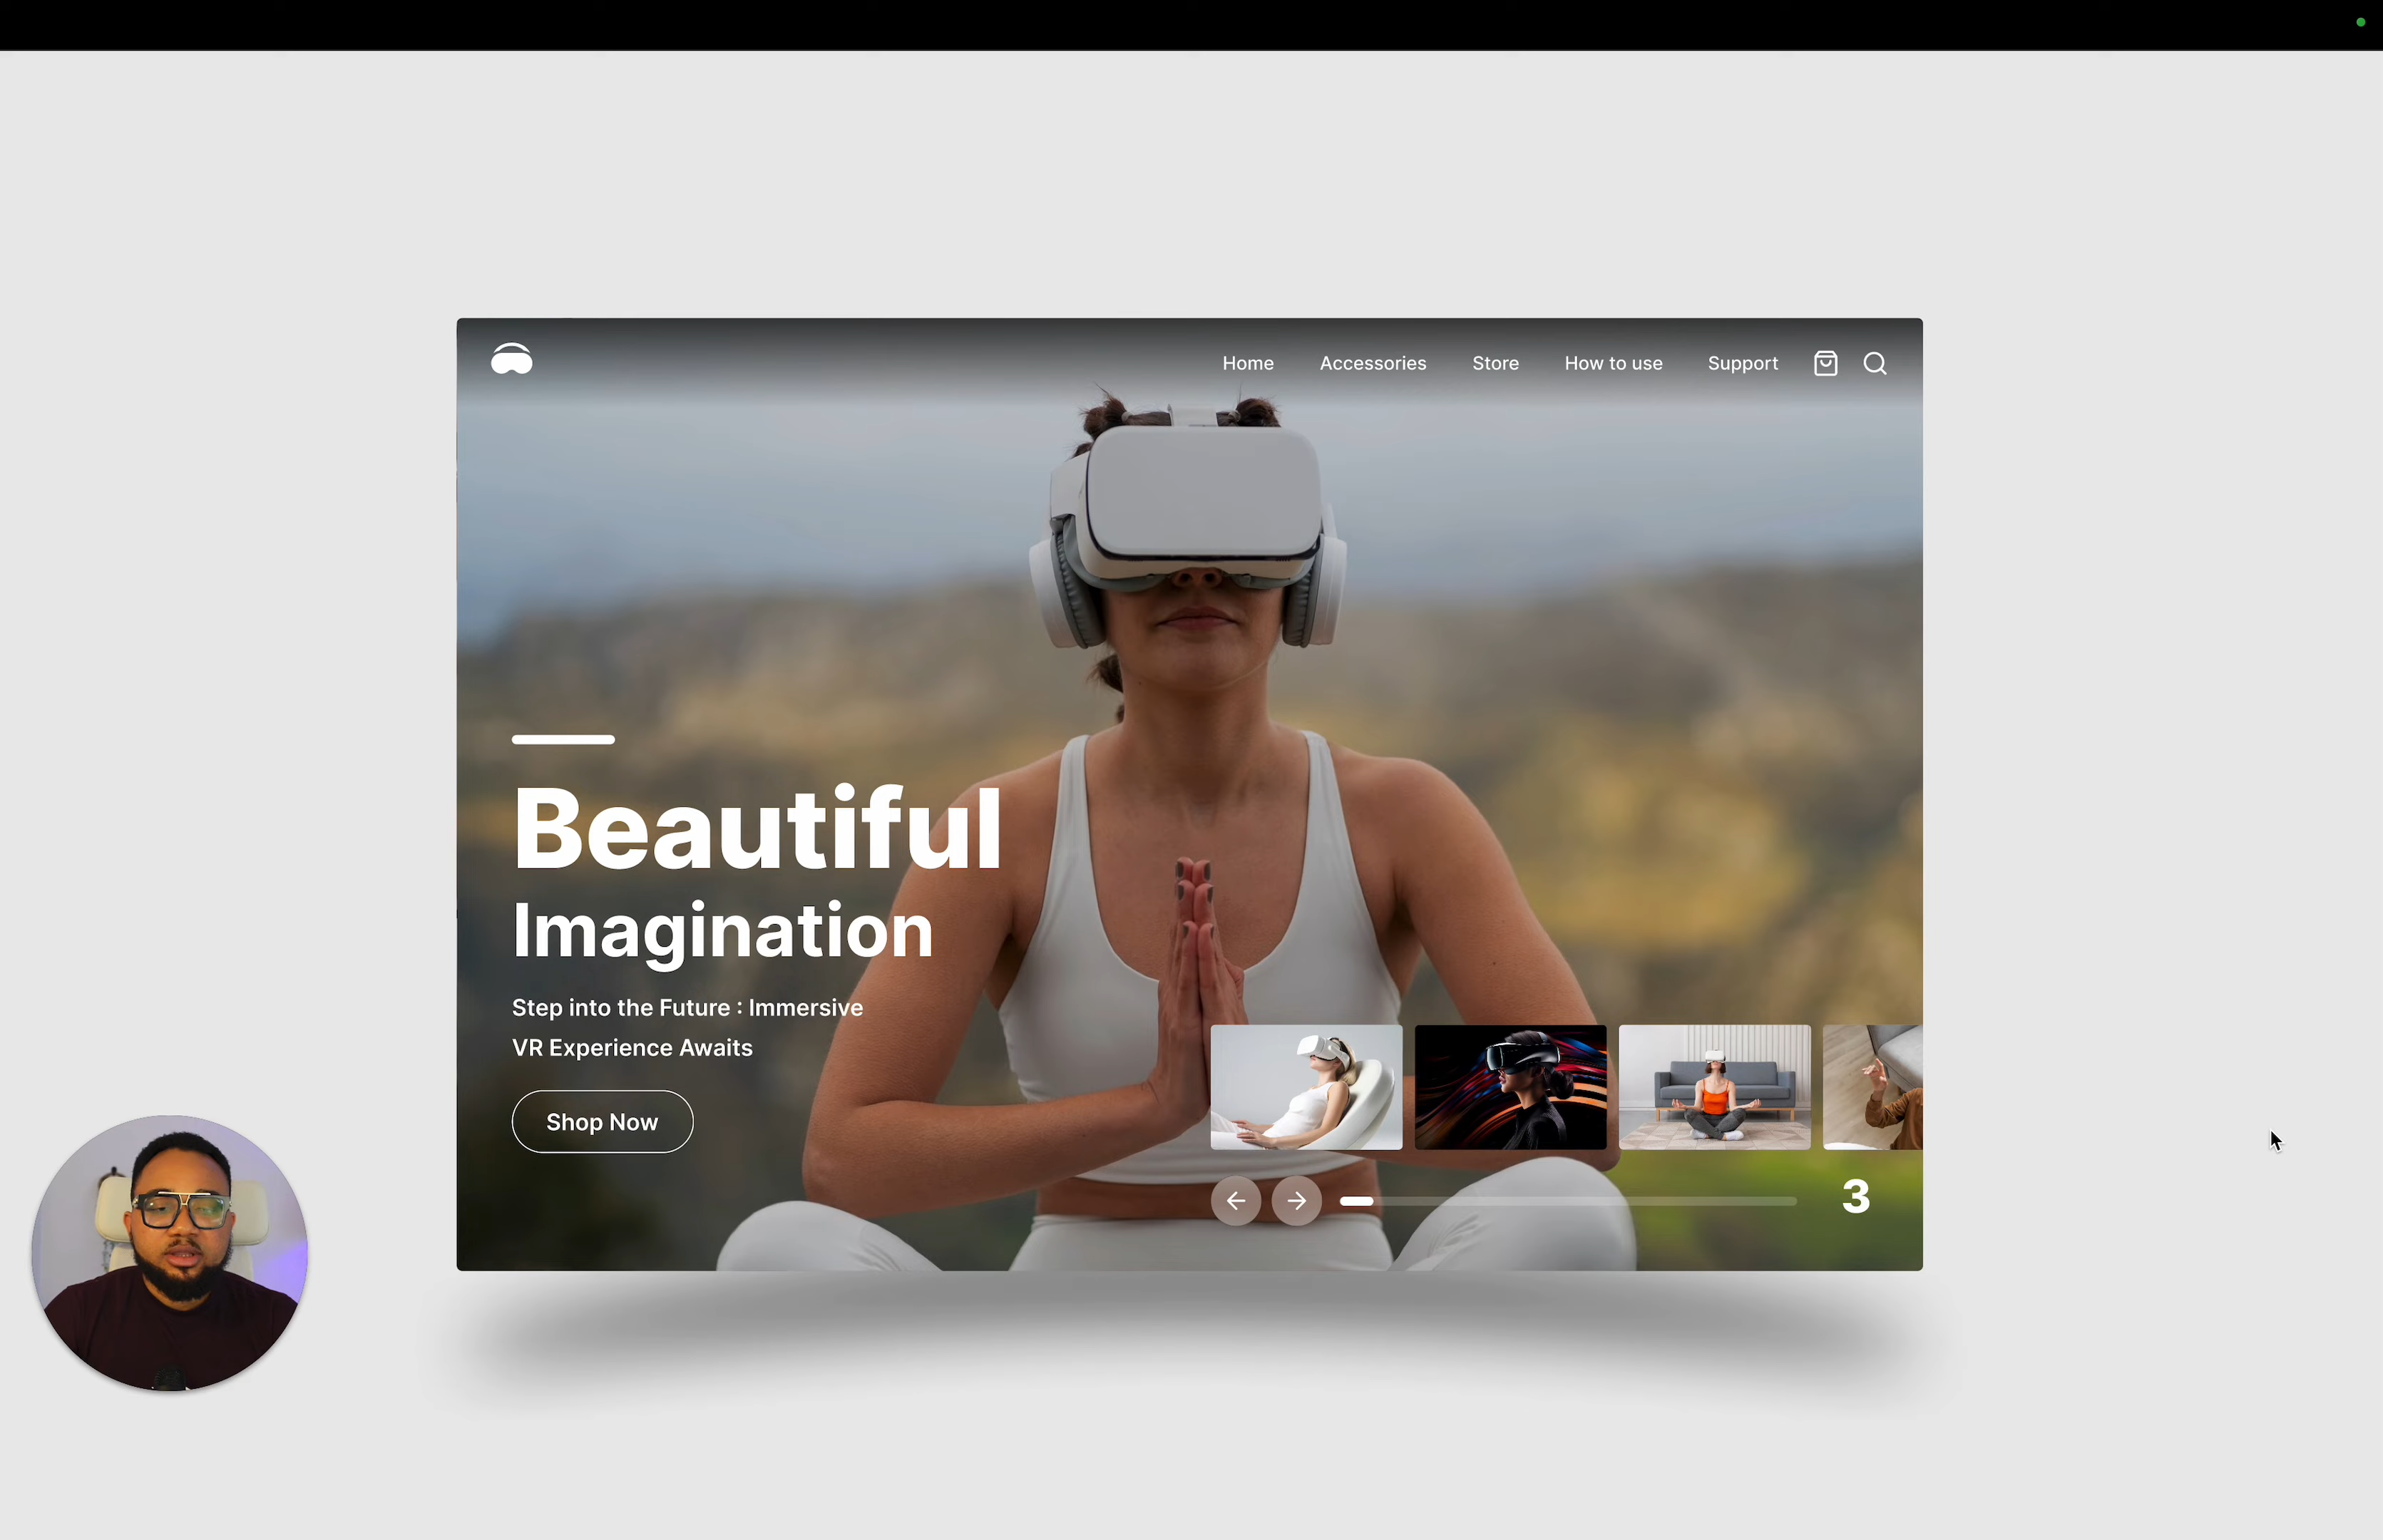 Home Accessories Store How to use Support
Beautiful
Imagination
Step into the Future : Immersive
VR Experience Awaits
Shop Now
3